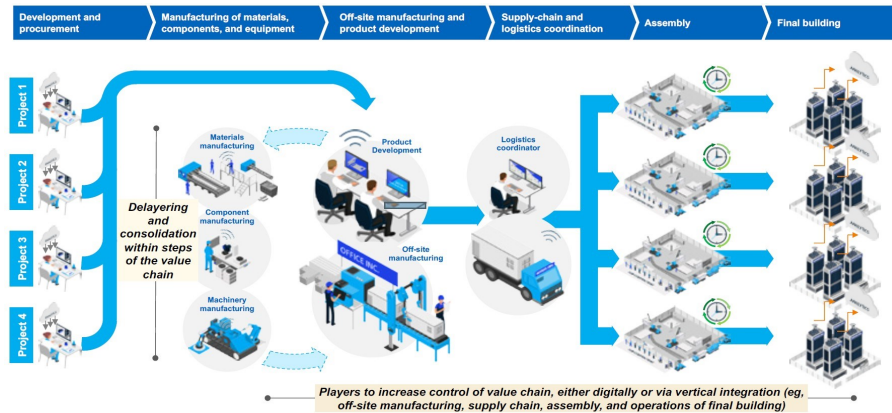 Development and
procurement
Manufacturing of materials,
components, and equipment
Off-site manufacturing and
product development
Supply-chain and
logistics coordination
Assembly
Final building
Project 1
Project 2
Project 3
Project 4
Delayering
and
consolidation
within steps
of the value
chain
Materials
manufacturing
Component
manufacturing
Machinery
manufacturing
Product
Development
OFFICE INC.
Off-site
manufacturing
Logistics
coordinator
ANALYTICS
ANALYTICS
ANALYTICS
ANALYTICS
Players to increase control of value chain, either digitally or via vertical integration (eg,
off-site manufacturing, supply chain, assembly, and operations of final building)